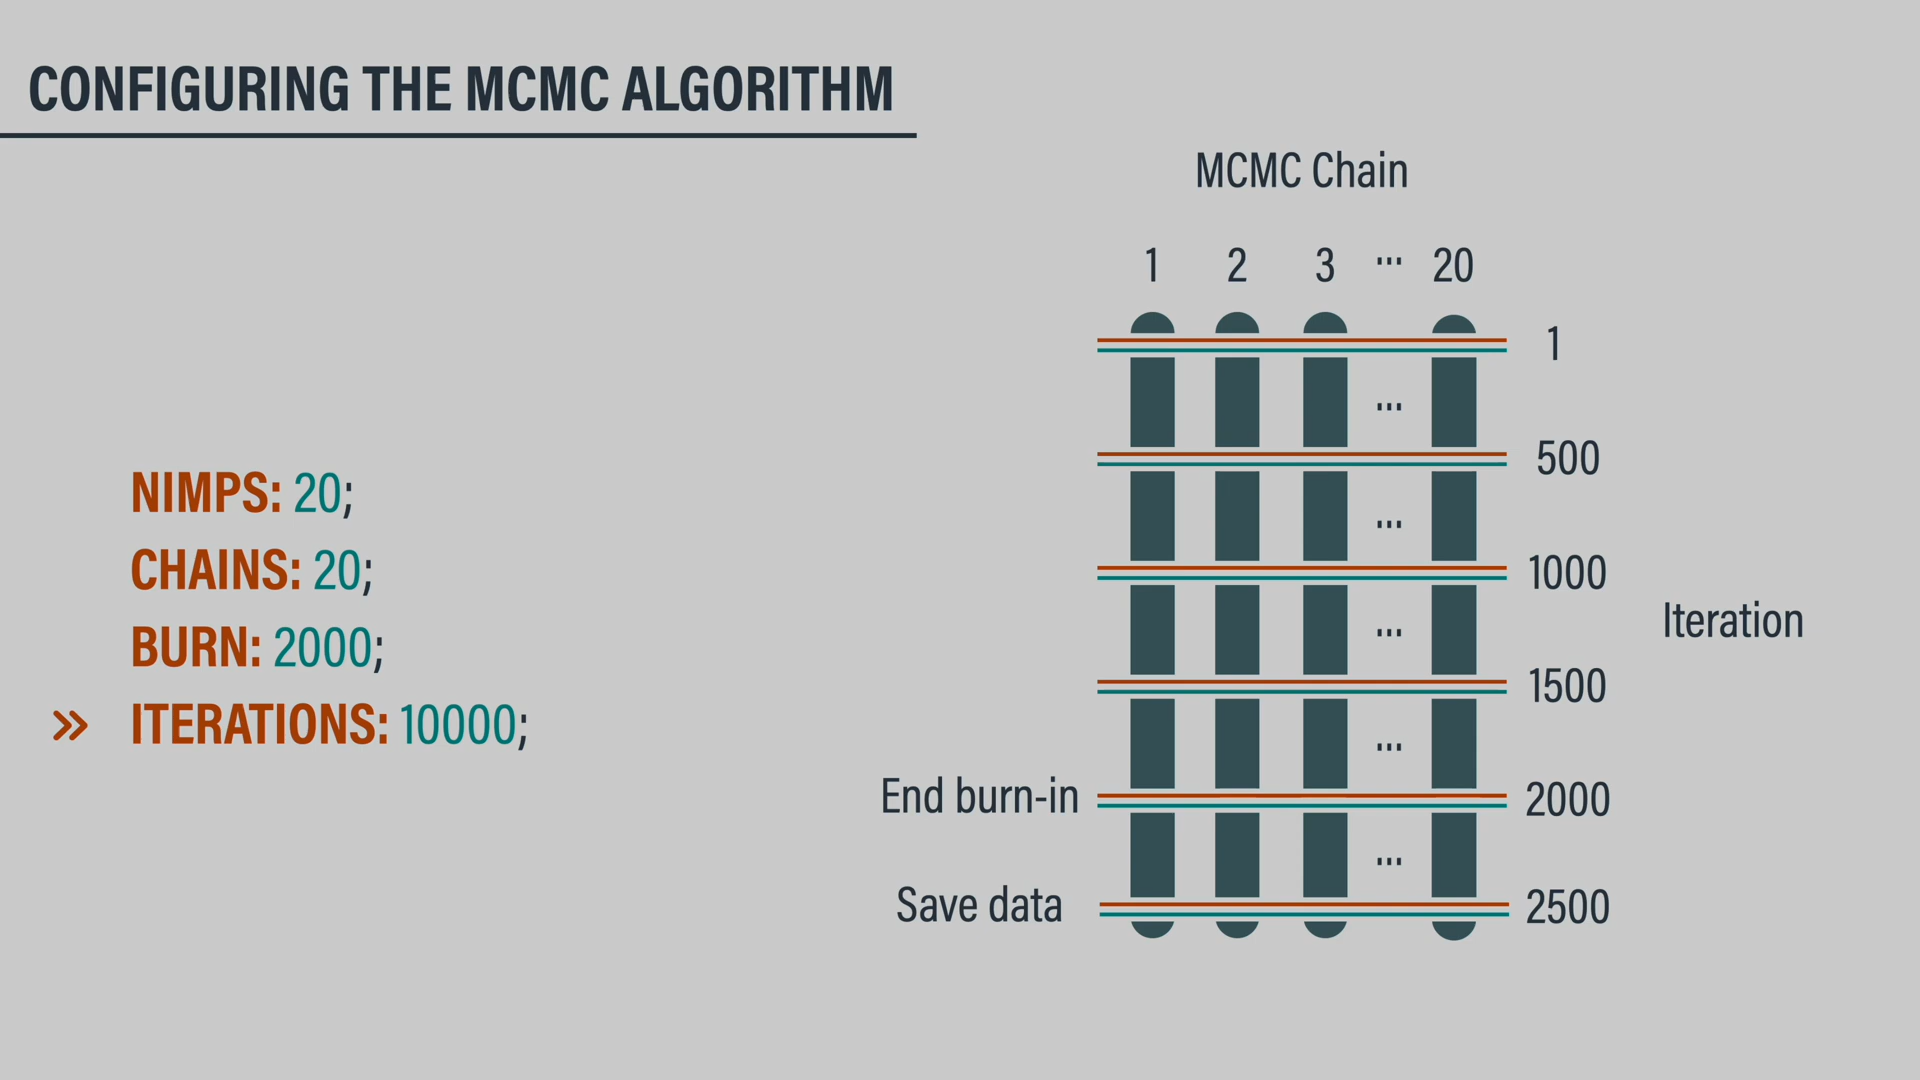 CONFIGURING THE MCMC ALGORITHM
MCMC Chain
1 2 3 ... 20
1
...
500
...
1000
NIMPS: 20;
CHAINS: 20;
BURN: 2000;
ITERATIONS: 10000;
...
Iteration
1500
...
End burn-in 2000
...
Save data 2500